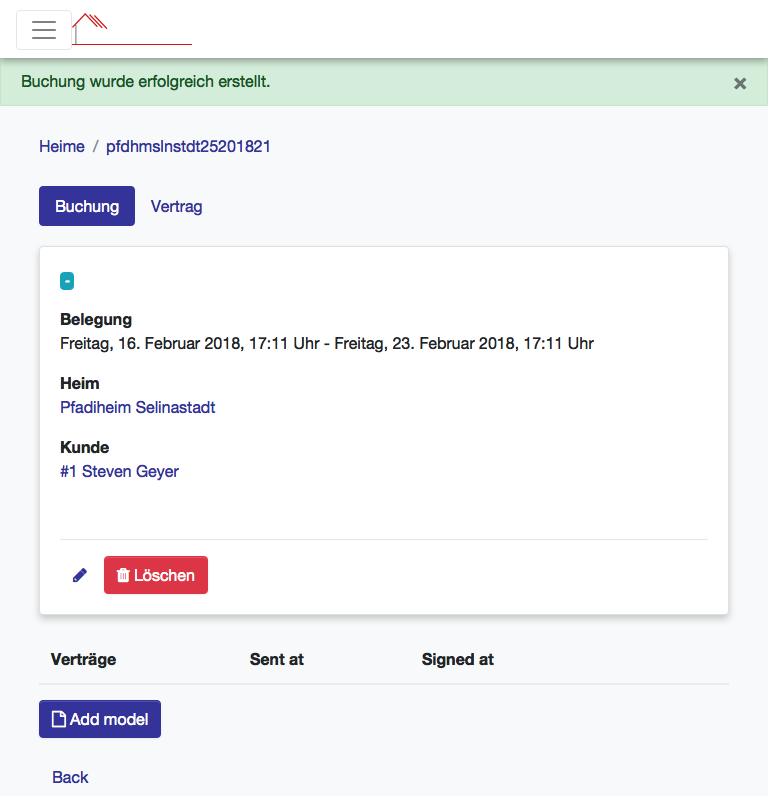 Buchung wurde erfolgreich erstellt. ×
Heime / pfdhmslnstdt25201821
Buchung Vertrag
-
Belegung
Freitag, 16. Februar 2018, 17:11 Uhr - Freitag, 23. Februar 2018, 17:11 Uhr
Heim
Pfadiheim Selinastadt
Kunde
#1 Steven Geyer
Löschen
Verträge Sent at Signed at
Add model
Back